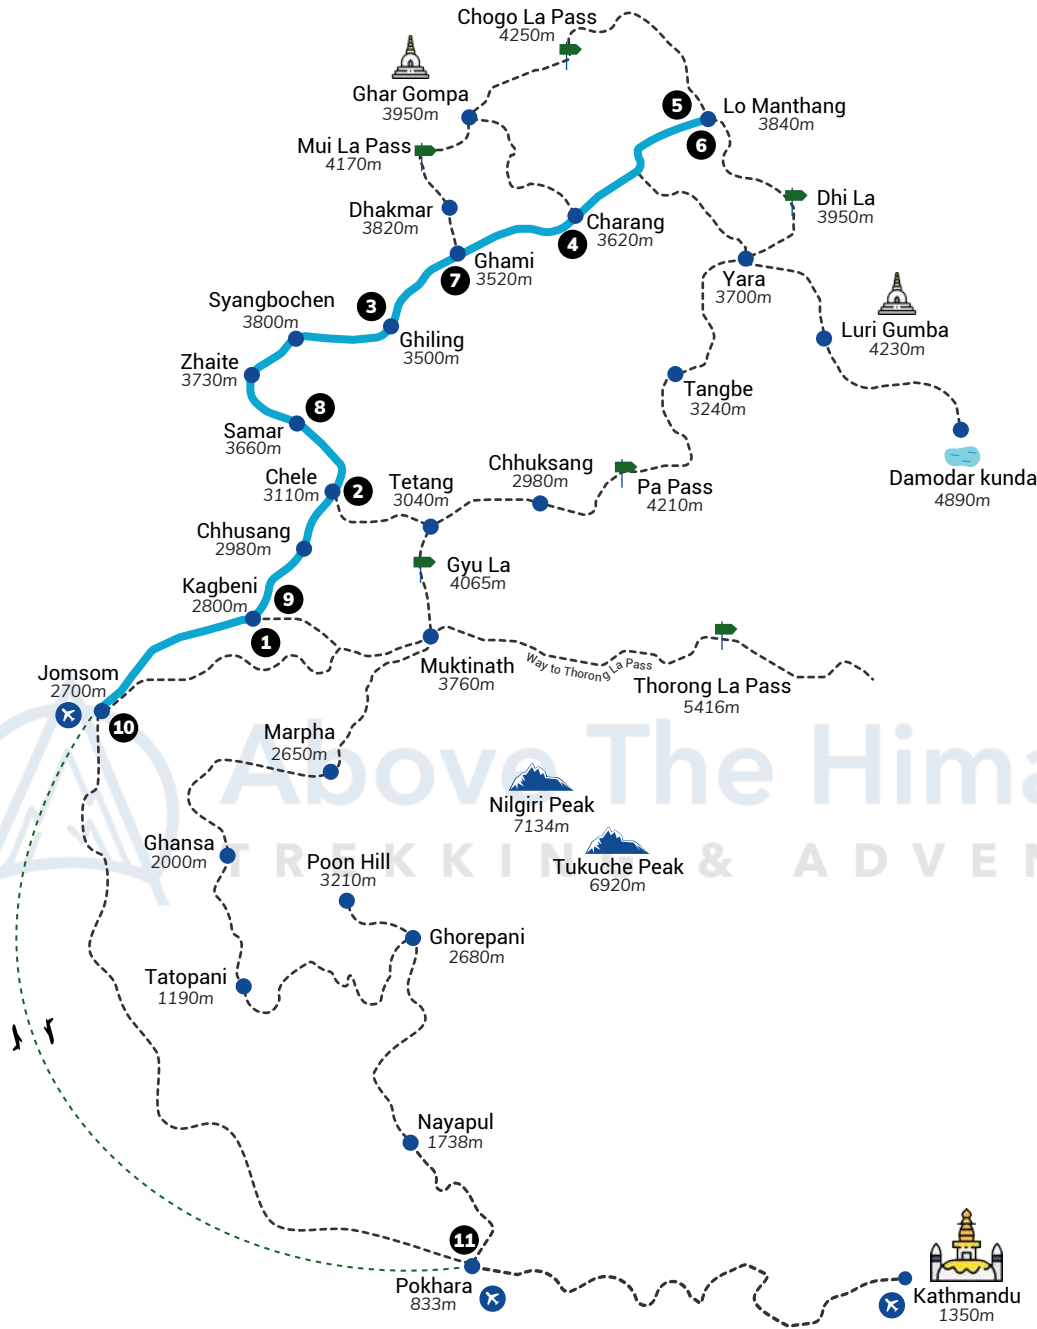 Chogo La Pass
4250m
Ghar Gompa
3950m
5
Lo Manthang
3840m
6
Mui La Pass
4170m
Dhakmar
3820m
Dhi La
3950m
Charang
3620m
4
Ghami
3520m
7
Yara
3700m
Syangbochen
3800m
3
Ghiling
3500m
Luri Gumba
4230m
Zhaite
3730m
Tangbe
3240m
8
Samar
3660m
Chele
3110m
2
Tetang
3040m
Chhuksang
2980m
Pa Pass
4210m
Damodar kunda
4890m
Chhusang
2980m
Gyu La
4065m
Kagbeni
2800m
9
1
Muktinath
3760m
Way to Thorong La Pass
Thorong La Pass
5416m
Jomsom
2700m
10
Marpha
2650m
Above The Hima
TREKKING & ADVEN
Nilgiri Peak
7134m
Tukuche Peak
6920m
Ghansa
2000m
Poon Hill
3210m
Ghorepani
2680m
Tatopani
1190m
Nayapul
1738m
11
Pokhara
833m
Kathmandu
1350m